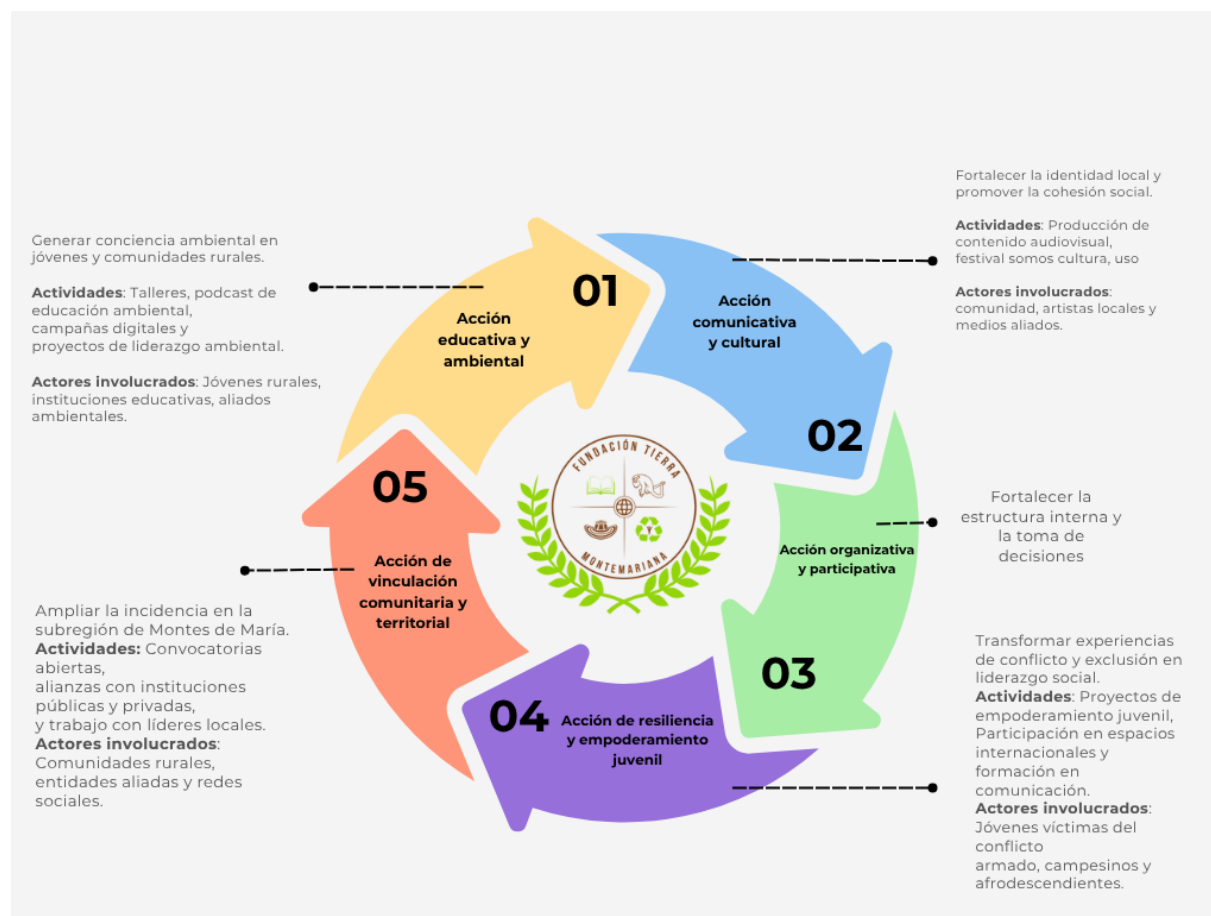 Generar conciencia ambiental en
jóvenes y comunidades rurales.
Actividades: Talleres, podcast de
educación ambiental,
campañas digitales y
proyectos de liderazgo ambiental.
Actores involucrados: Jóvenes rurales,
instituciones educativas, aliados
ambientales.
01
Acción
educativa y
ambiental
Fortalecer la identidad local y
promover la cohesión social.
Actividades: Producción de
contenido audiovisual,
festival somos cultura, uso
Actores involucrados:
comunidad, artistas locales y
medios aliados.
Acción
comunicativa
y cultural
02
Fortalecer la
estructura interna y
la toma de
decisiones
Acción organizativa
y participativa
03
Transformar experiencias
de conflicto y exclusión en
liderazgo social.
Actividades: Proyectos de
empoderamiento juvenil,
Participación en espacios
internacionales y
formación en
comunicación.
Actores involucrados:
Jóvenes víctimas del
conflicto
armado, campesinos y
afrodescendientes.
04
Acción de resiliencia
y empoderamiento
juvenil
05
Acción de
vinculación
comunitaria y
territorial
Ampliar la incidencia en la
subregión de Montes de María.
Actividades: Convocatorias
abiertas,
alianzas con instituciones
públicas y privadas,
y trabajo con líderes locales.
Actores involucrados:
Comunidades rurales,
entidades aliadas y redes
sociales.
FUNDACIÓN TIERRA
MONTEMARIANA